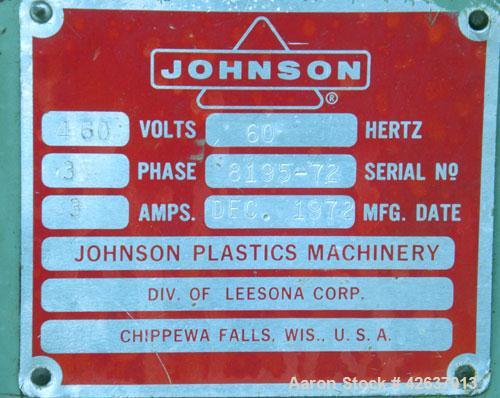 JOHNSON
®
460 VOLTS 60 HERTZ
3 PHASE 8195-72 SERIAL Nº
3 AMPS. DEC. 1972 MFG. DATE
JOHNSON PLASTICS MACHINERY
DIV. OF LEESONA CORP.
CHIPPEWA FALLS, WIS., U. S. A.
Aaron Stock # 42637013